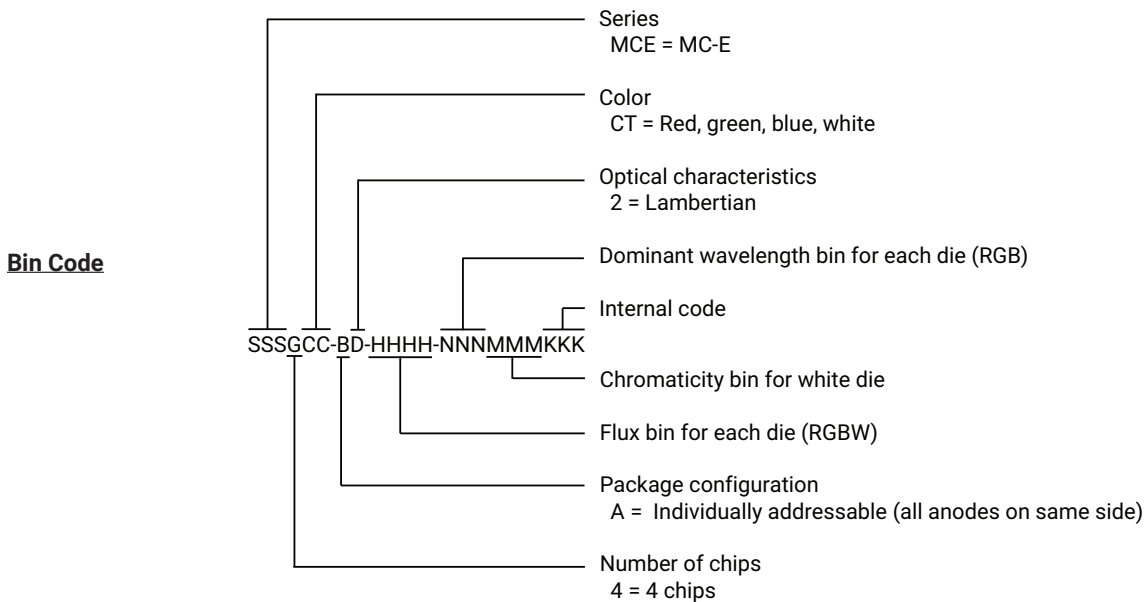 Series
MCE = MC-E
Color
CT = Red, green, blue, white
Optical characteristics
2 = Lambertian
Bin Code
Dominant wavelength bin for each die (RGB)
Internal code
SSSGCC-BD-HHHH-NNNMMMKKK
Chromaticity bin for white die
Flux bin for each die (RGBW)
Package configuration
A = Individually addressable (all anodes on same side)
Number of chips
4 = 4 chips